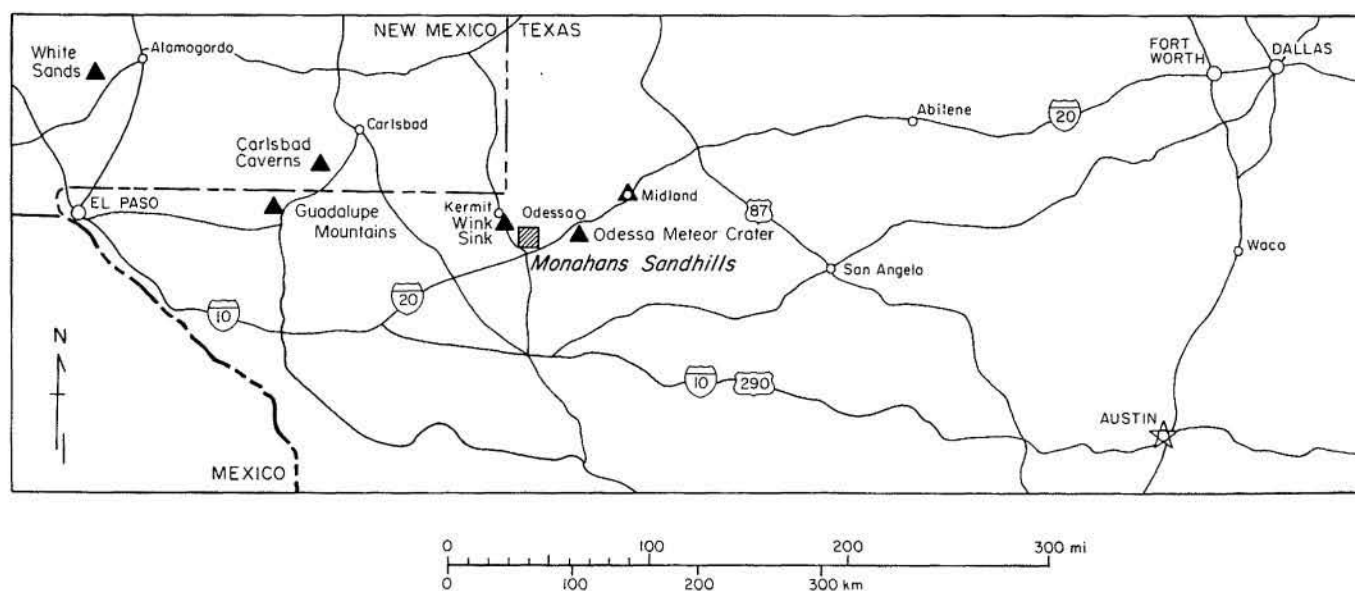 NEW MEXICO
TEXAS
White
Sands
Alamogordo
FORT
WORTH
DALLAS
Carlsbad
Abilene
20
Carlsbad
Caverns
EL PASO
Guadalupe
Mountains
Kermit
Wink
Sink
Odessa
Midland
87
Odessa Meteor Crater
Monahans Sandhills
Waco
San Angelo
20
10
N
10
290
AUSTIN
MEXICO
0 100 200 300 mi
0 100 200 300 km